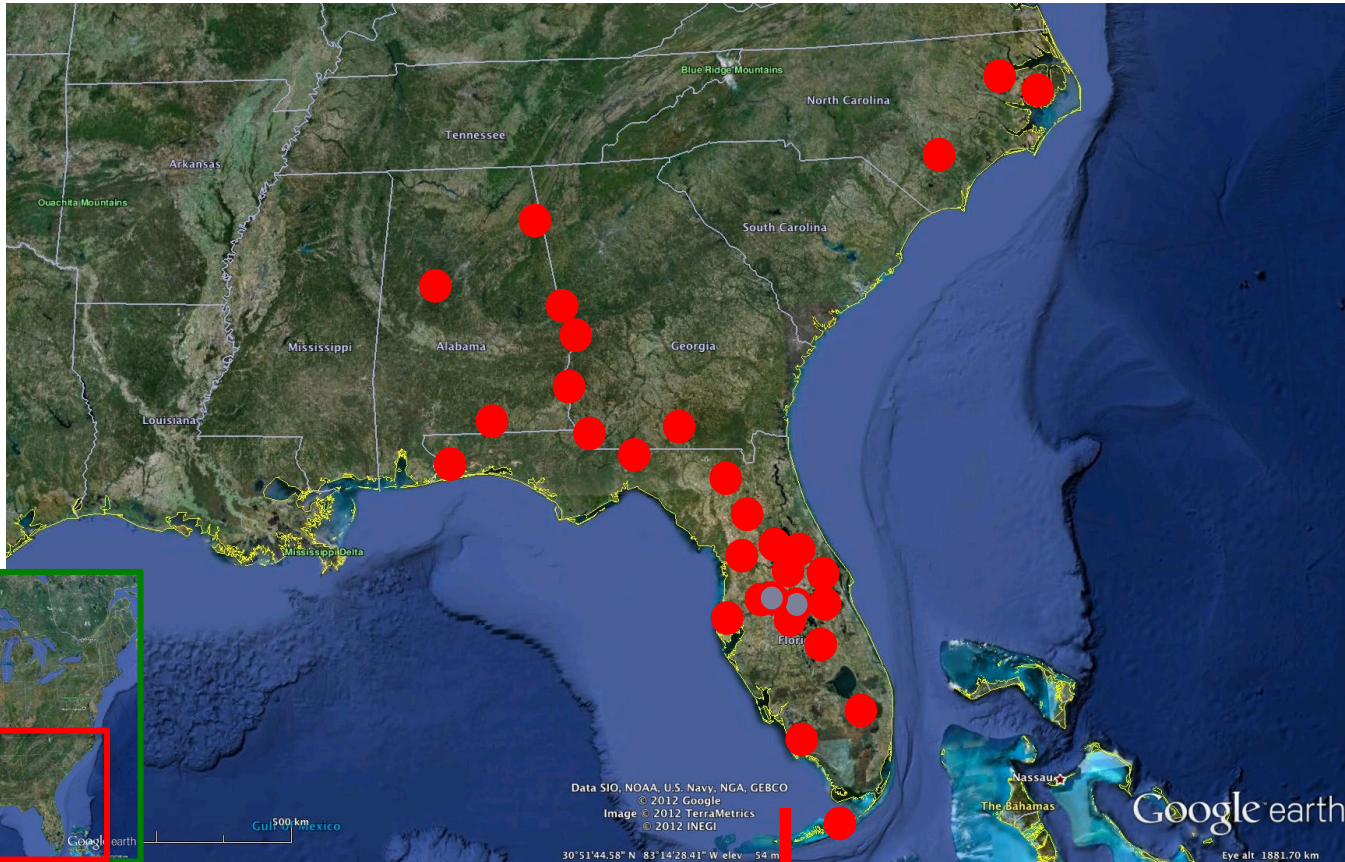 Blue Ridge Mountains
North Carolina
Tennessee
Arkansas
Ouachita Mountains
South Carolina
Mississippi
Alabama
Georgia
Louisiana
Mississippi Delta
Flori
Nassau
The Bahamas
Data SIO, NOAA, U.S. Navy, NGA, GEBCO
© 2012 Google
Image © 2012 TerraMetrics
© 2012 INEGI
Google earth
500 km
Gulf Of Mexico
Google earth
30°51'44.58" N 83°14'28.41" W elev 54 m
Eye alt 1881.70 km